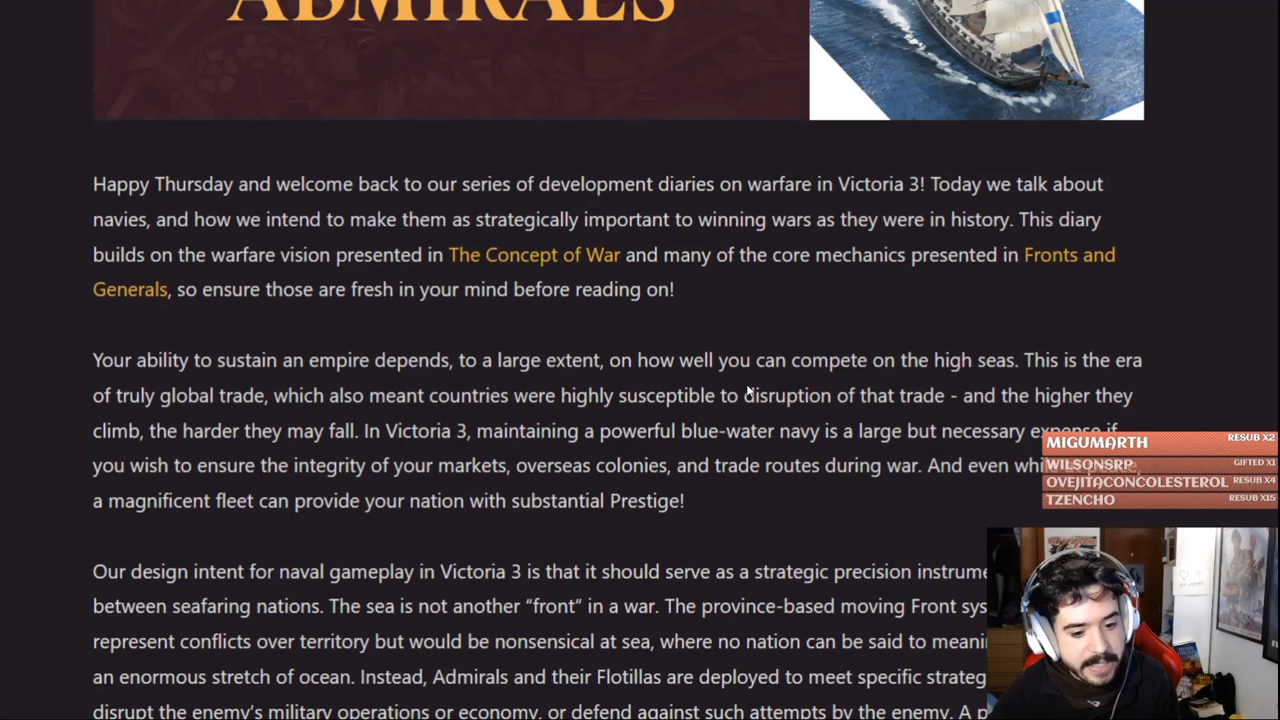 ADMIRALS
Happy Thursday and welcome back to our series of development diaries on warfare in Victoria 3! Today we talk about
navies, and how we intend to make them as strategically important to winning wars as they were in history. This diary
builds on the warfare vision presented in The Concept of War and many of the core mechanics presented in Fronts and
Generals, so ensure those are fresh in your mind before reading on!
Your ability to sustain an empire depends, to a large extent, on how well you can compete on the high seas. This is the era
of truly global trade, which also meant countries were highly susceptible to disruption of that trade - and the higher they
climb, the harder they may fall. In Victoria 3, maintaining a powerful blue-water navy is a large but necessary expense if
you wish to ensure the integrity of your markets, overseas colonies, and trade routes during war. And even
a magnificent fleet can provide your nation with substantial Prestige!
MIGUMARTH RESUB X2
WILSONSRP GIFTED X1
OVEJITACONCOLESTEROL RESUB X4
TZENCHO RESUB X15
Our design intent for naval gameplay in Victoria 3 is that it should serve as a strategic precision
between seafaring nations. The sea is not another “front” in a war. The province-based moving Front
represent conflicts over territory but would be nonsensical at sea, where no nation can be said to
an enormous stretch of ocean. Instead, Admirals and their Flotillas are deployed to meet specific
disrupt the enemy's military operations or economy, or defend against such attempts by the enemy. A